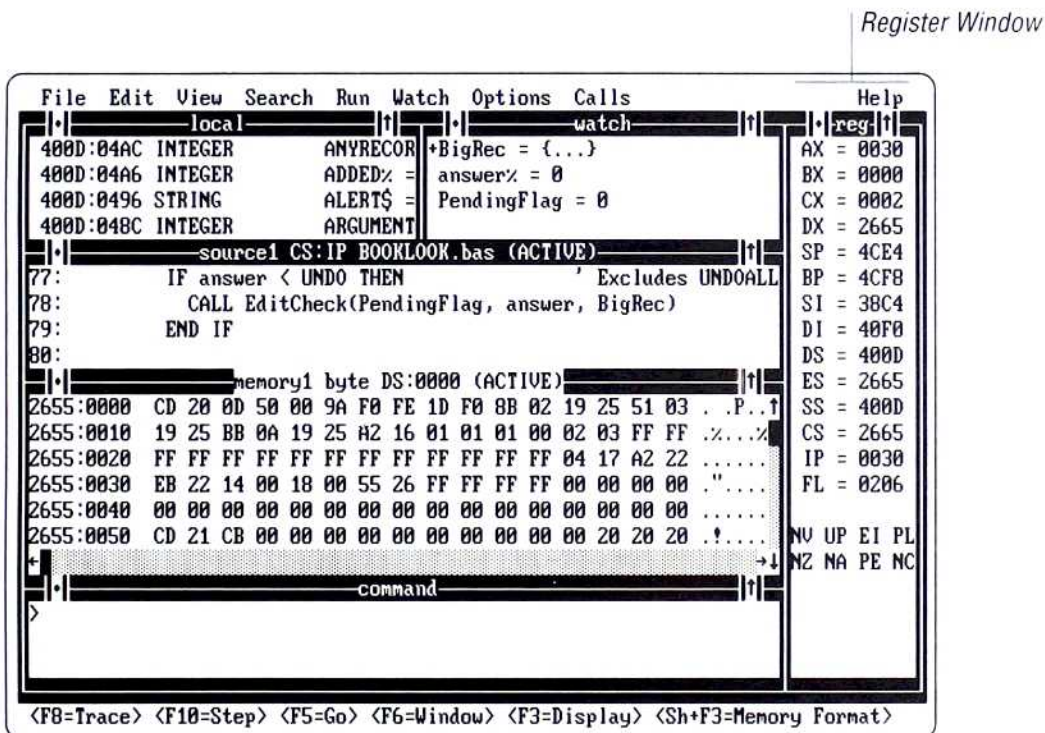 Register Window
File Edit View Search Run Watch Options Calls Help
local
400D:04AC INTEGER ANYRECOR
400D:04A6 INTEGER ADDED% =
400D:0496 STRING ALERT$ =
400D:048C INTEGER ARGUMENT
watch
+BigRec = {...}
answer% = 0
PendingFlag = 0
source1 CS:IP BOOKLOOK.bas (ACTIVE)
77: IF answer < UNDO THEN ' Excludes UNDOALL
78: CALL EditCheck(PendingFlag, answer, BigRec)
79: END IF
80:
memory1 byte DS:0000 (ACTIVE)
2655:0000 CD 20 0D 50 00 9A F0 FE 1D F0 8B 02 19 25 51 03 . .P..
2655:0010 19 25 BB 0A 19 25 A2 16 01 01 01 00 02 03 FF FF .%...%
2655:0020 FF FF FF FF FF FF FF FF FF FF FF FF 04 17 A2 22 ......
2655:0030 EB 22 14 00 18 00 55 26 FF FF FF FF 00 00 00 00 ."....
2655:0040 00 00 00 00 00 00 00 00 00 00 00 00 00 00 00 00 ......
2655:0050 CD 21 CB 00 00 00 00 00 00 00 00 00 00 20 20 20 .!....
command
>
reg
AX = 0030
BX = 0000
CX = 0002
DX = 2665
SP = 4CE4
BP = 4CF8
SI = 38C4
DI = 40F0
DS = 400D
ES = 2665
SS = 400D
CS = 2665
IP = 0030
FL = 0206
NV UP EI PL
NZ NA PE NC
<F8=Trace> <F10=Step> <F5=Go> <F6=Window> <F3=Display> <Sh+F3=Memory Format>